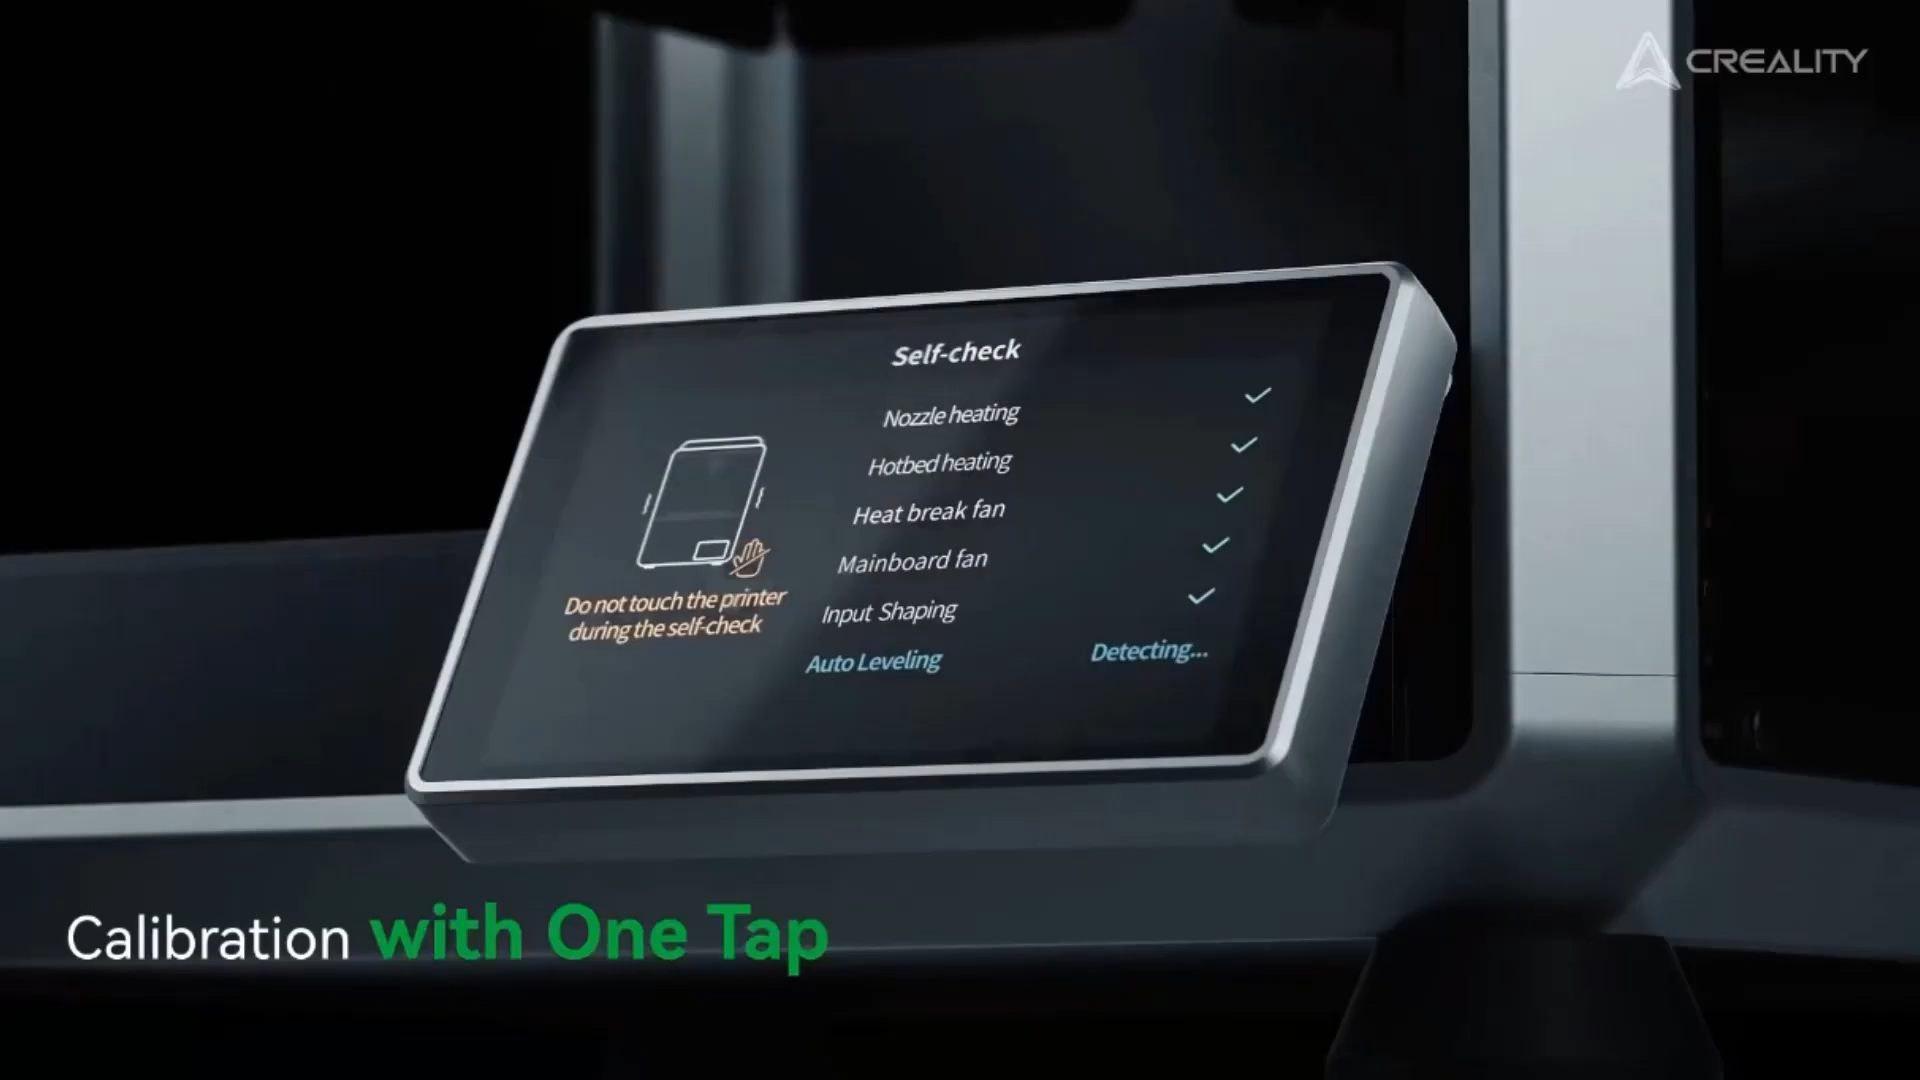 CREALITY
Self-check
Nozzle heating
Hotbed heating
Heat break fan
Mainboard fan
Input Shaping
Auto Leveling Detecting...
Do not touch the printer
during the self-check
Calibration with One Tap